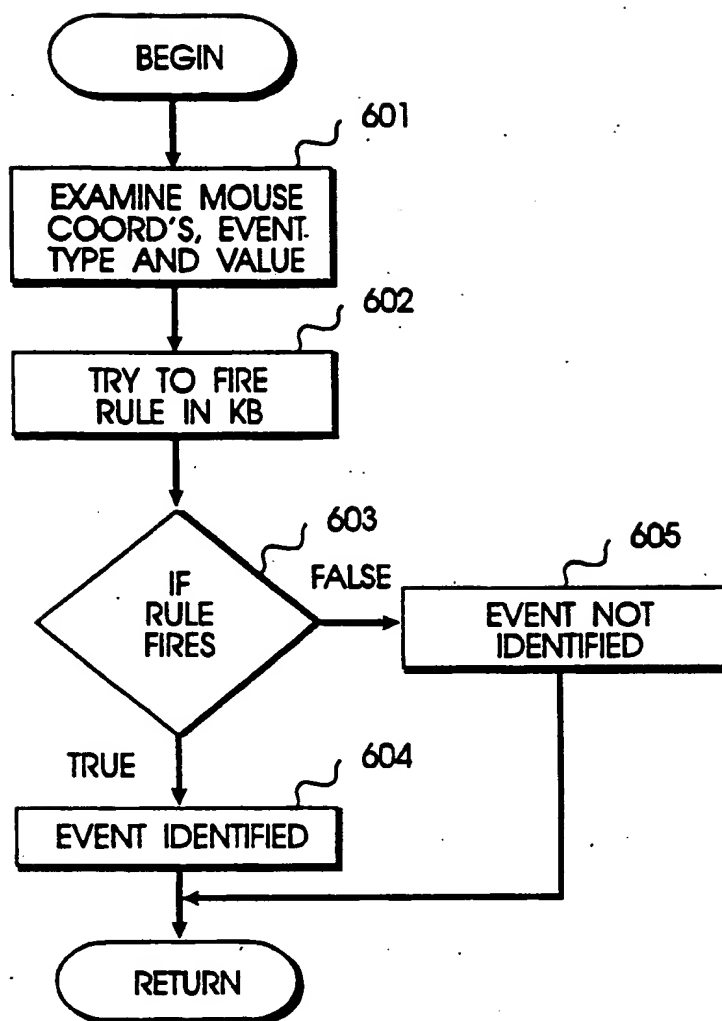 BEGIN
601
EXAMINE MOUSE
COORD'S, EVENT
TYPE AND VALUE
602
TRY TO FIRE
RULE IN KB
603
IF
RULE
FIRES
FALSE
605
EVENT NOT
IDENTIFIED
TRUE
604
EVENT IDENTIFIED
RETURN